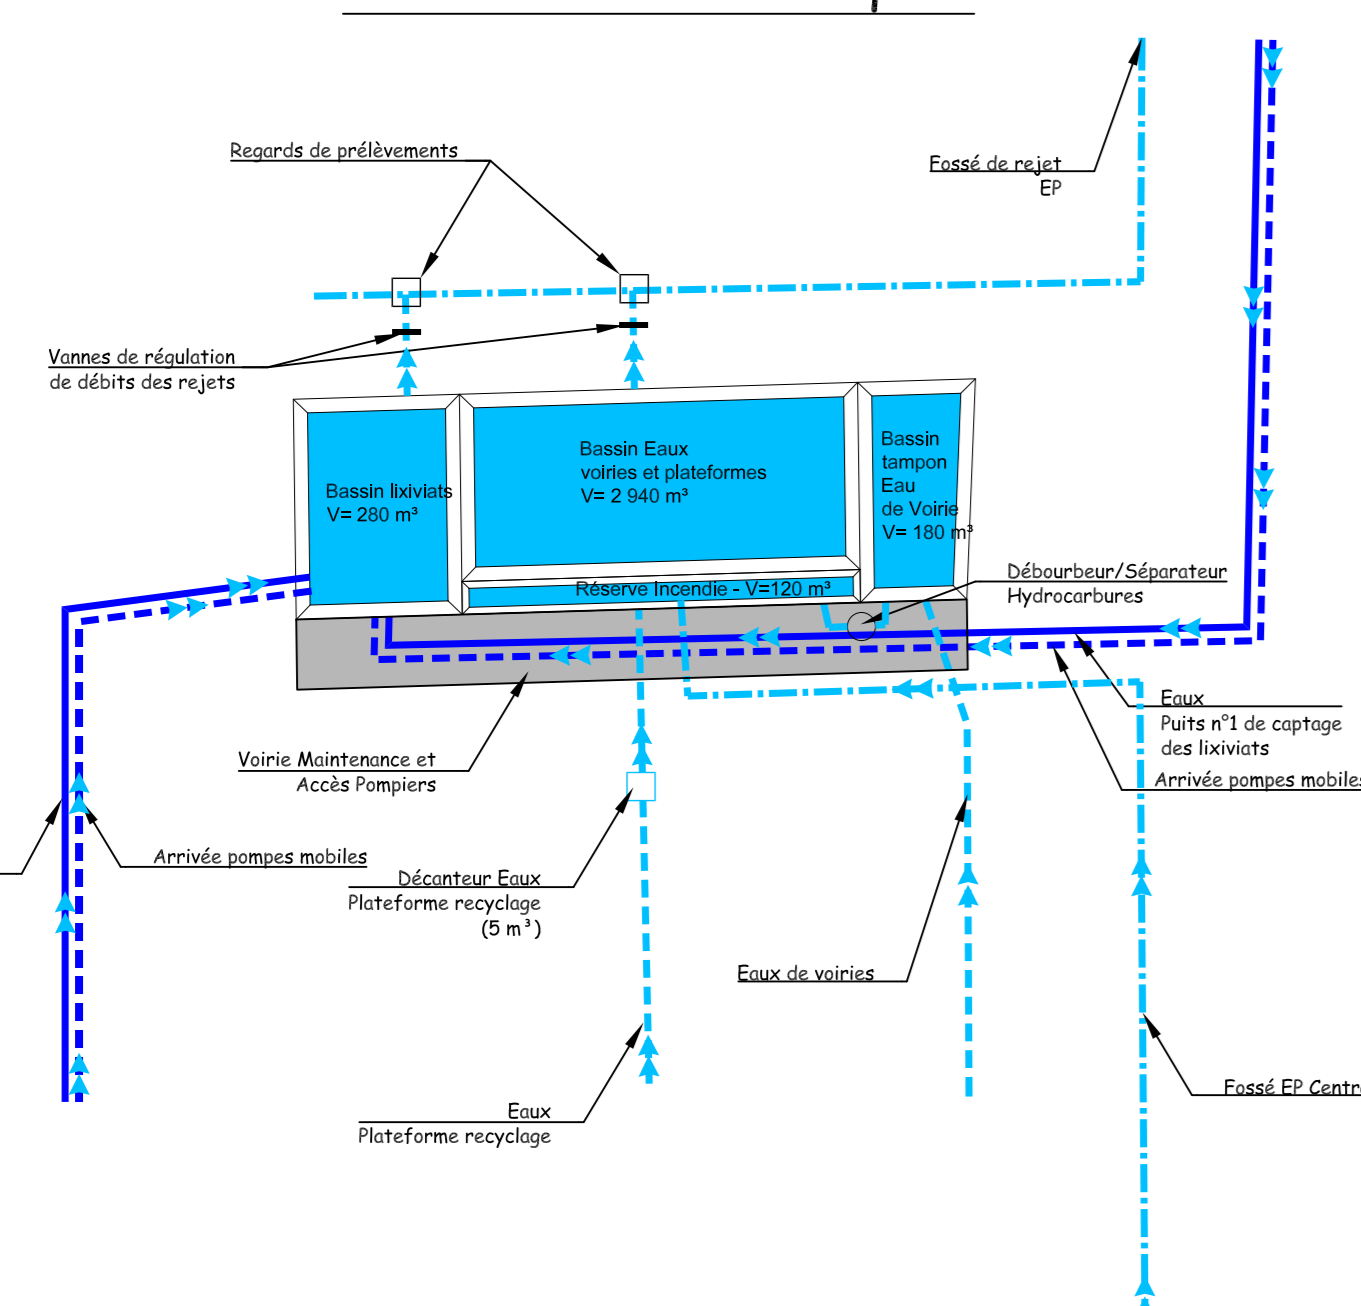 Regards de prélèvements
Fossé de rejet
EP
Vannes de régulation
de débits des rejets
Bassin lixiviats
V= 280 m³
Bassin Eaux
voiries et plateformes
V= 2 940 m³
Bassin
tampon
Eau
de Voirie
V= 180 m³
Réserve Incendie - V=120 m³
Débourbeur/Séparateur
Hydrocarbures
Eaux
Puits n°1 de captage
des lixiviats
Arrivée pompes mobiles
Voirie Maintenance et
Accès Pompiers
Arrivée pompes mobiles
Décanteur Eaux
Plateforme recyclage
(5 m³)
Eaux de voiries
Eaux
Plateforme recyclage
Fossé EP